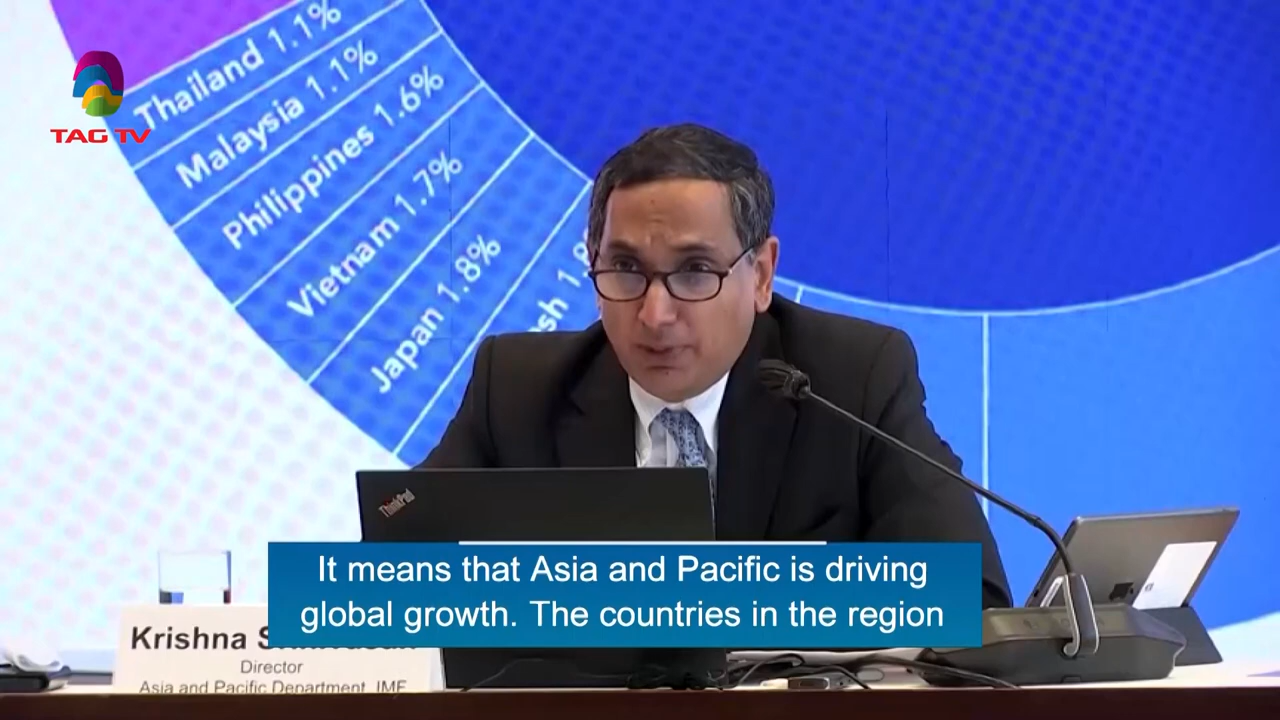 TAG TV
Thailand 1.1%
Malaysia 1.1%
Philippines 1.6%
Vietnam 1.7%
Japan 1.8%
ThinkPad
It means that Asia and Pacific is driving
global growth. The countries in the region
Krishna
Director
Asia and Pacific Department, IMF